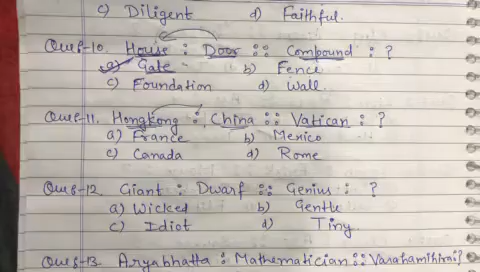 c) Diligent d) Faithful.
Ques-10. House : Door :: Compound : ?
a) Gate b) Fence
c) Foundation d) Wall.
Ques-11. Hongkong : China :: Vatican : ?
a) France b) Mexico
c) Canada d) Rome
Ques-12 Giant : Dwarf :: Genius : ?
a) Wicked b) Gentle
c) Idiot d) Tiny.
Ques-13. Aryabhatta : Mathematician :: Varahamihira : ?